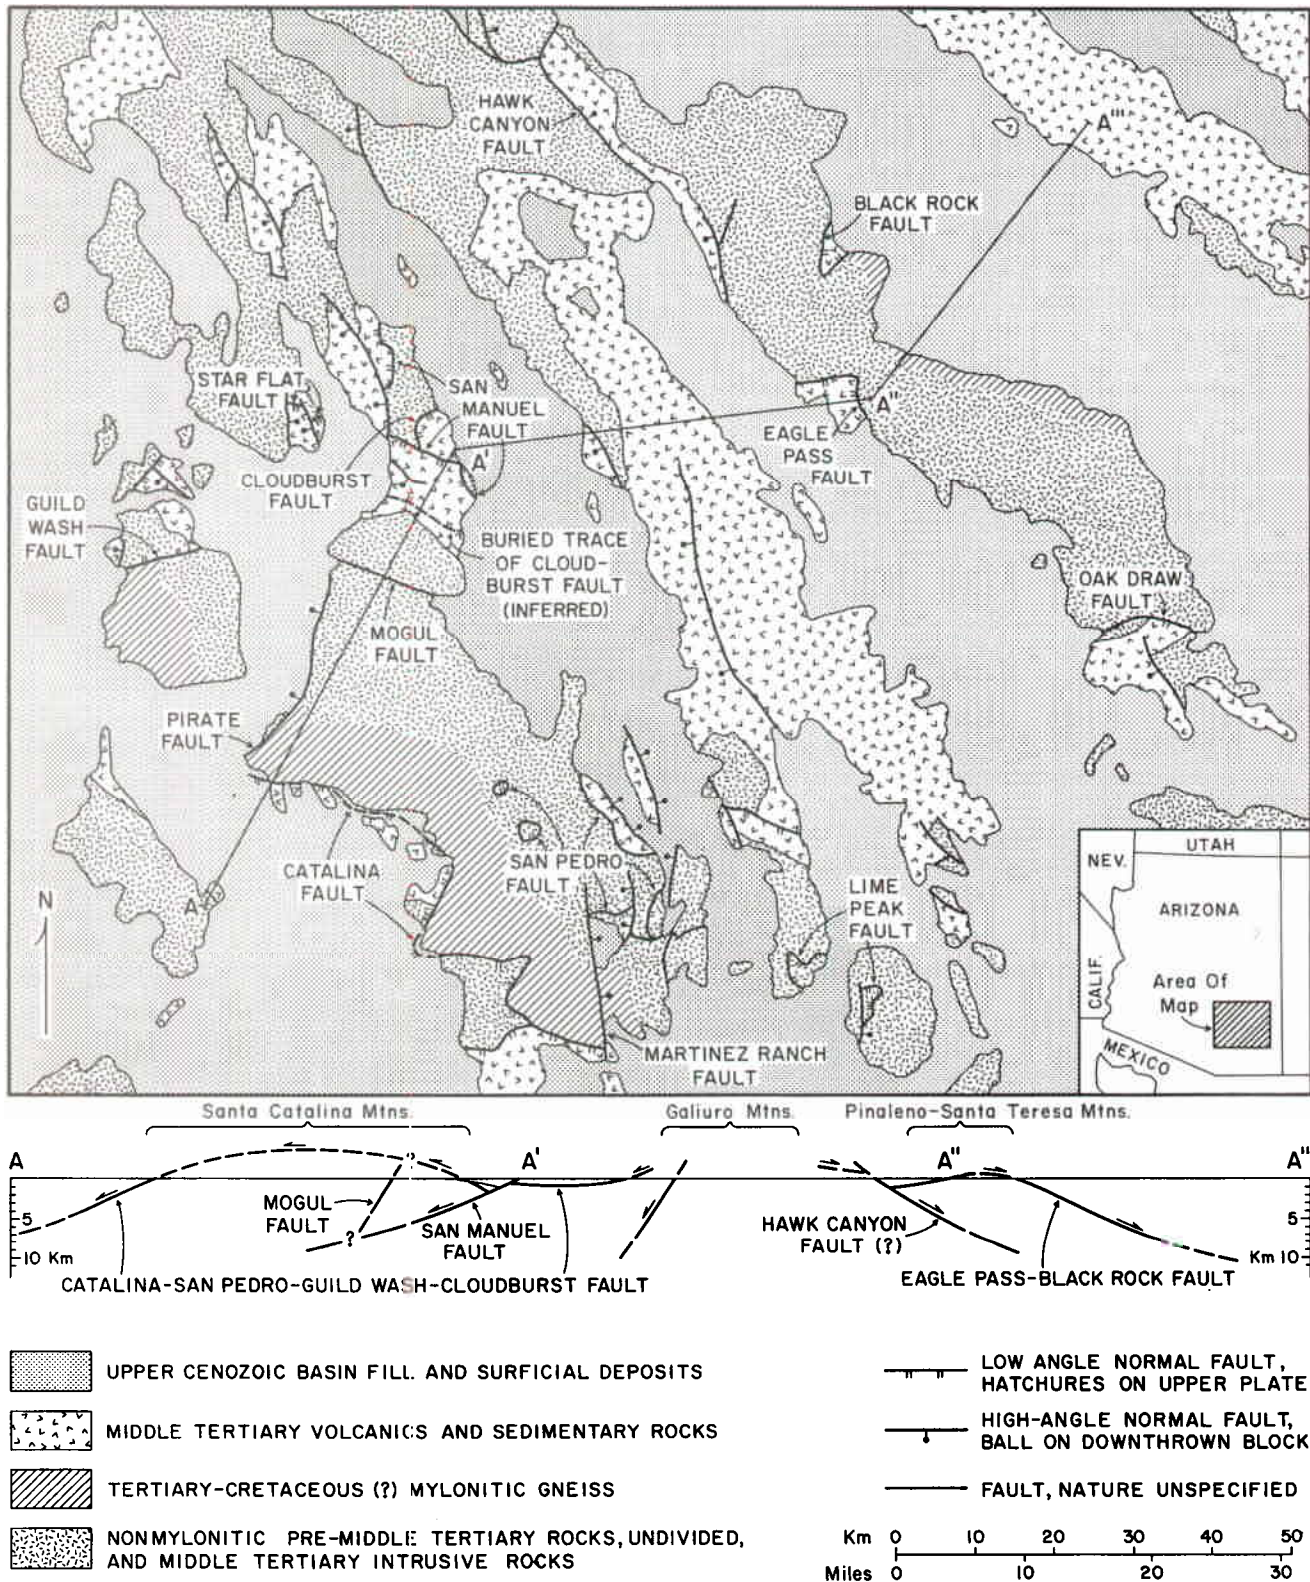 HAWK
CANYON
FAULT
A'''
BLACK ROCK
FAULT
STAR FLAT
FAULT
SAN
MANUEL
FAULT
A''
EAGLE
PASS
FAULT
A'
CLOUDBURST
FAULT
GUILD
WASH
FAULT
BURIED TRACE
OF CLOUD-
BURST FAULT
(INFERRED)
OAK DRAW
FAULT
MOGUL
FAULT
PIRATE
FAULT
CATALINA
FAULT
SAN PEDRO
FAULT
LIME
PEAK
FAULT
A
N
MARTINEZ RANCH
FAULT
NEV.
UTAH
ARIZONA
CALIF.
Area Of
Map
MEXICO
Santa Catalina Mtns.
Galiuro Mtns.
Pinaleno-Santa Teresa Mtns.
A
?
A'
A''
A''
MOGUL
FAULT
?
SAN MANUEL
FAULT
HAWK CANYON
FAULT (?)
5
10 Km
5
Km 10
CATALINA-SAN PEDRO-GUILD WASH-CLOUDBURST FAULT
EAGLE PASS-BLACK ROCK FAULT
UPPER CENOZOIC BASIN FILL AND SURFICIAL DEPOSITS
MIDDLE TERTIARY VOLCANICS AND SEDIMENTARY ROCKS
TERTIARY-CRETACEOUS (?) MYLONITIC GNEISS
NONMYLONITIC PRE-MIDDLE TERTIARY ROCKS, UNDIVIDED,
AND MIDDLE TERTIARY INTRUSIVE ROCKS
LOW ANGLE NORMAL FAULT,
HATCHURES ON UPPER PLATE
HIGH-ANGLE NORMAL FAULT,
BALL ON DOWNTHROWN BLOCK
FAULT, NATURE UNSPECIFIED
Km 0 10 20 30 40 50
Miles 0 10 20 30